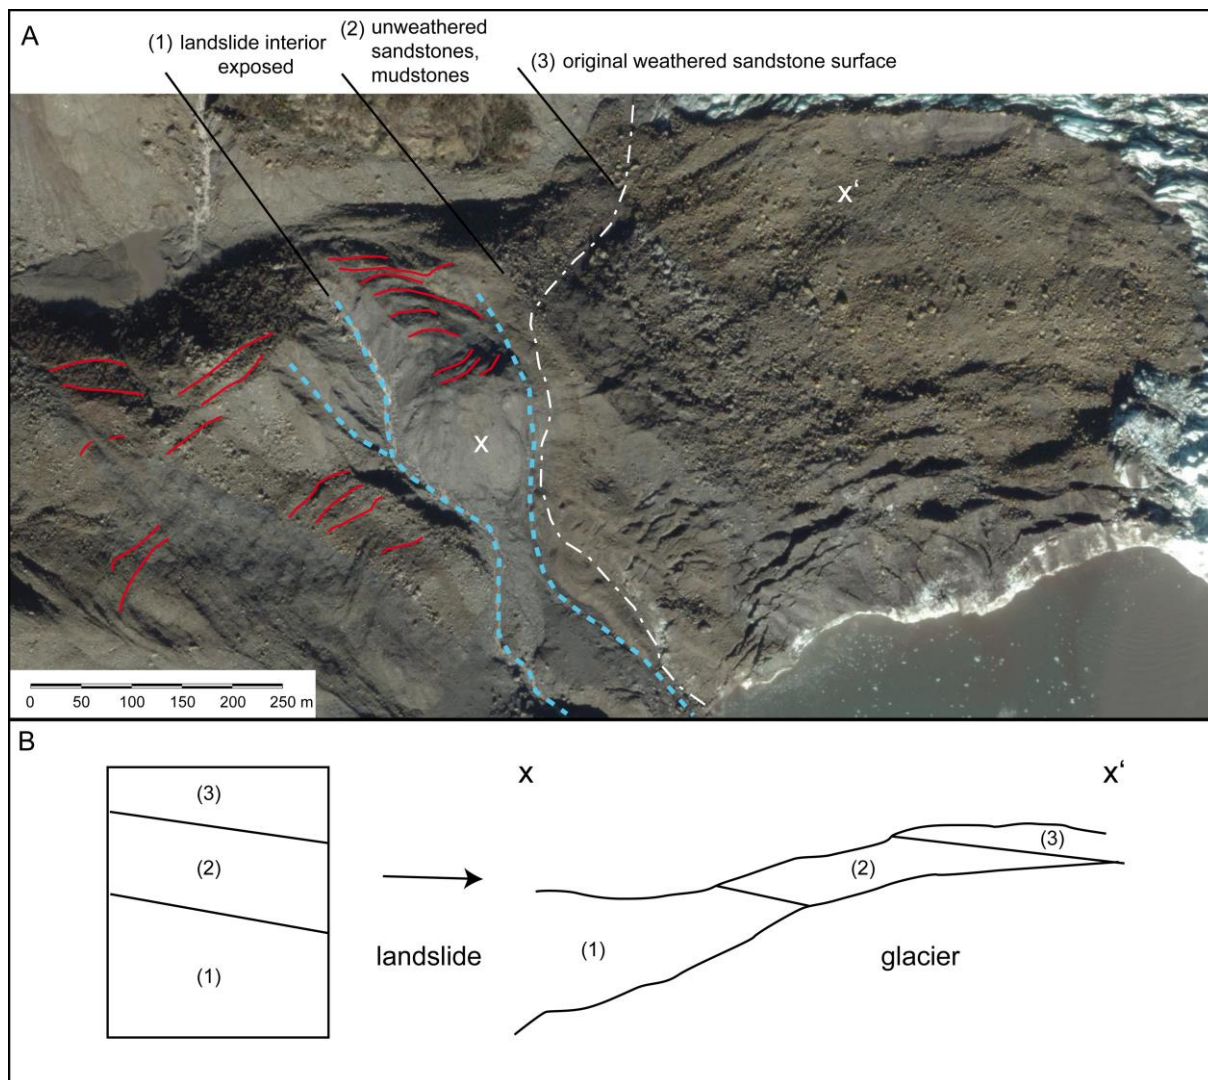 A
(1) landslide interior
exposed
(2) unweathered
sandstones,
mudstones
(3) original weathered sandstone surface
x‘
x
0 50 100 150 200 250 m
B
(3)
(2)
(1)
landslide
x
x‘
(3)
(2)
(1)
glacier